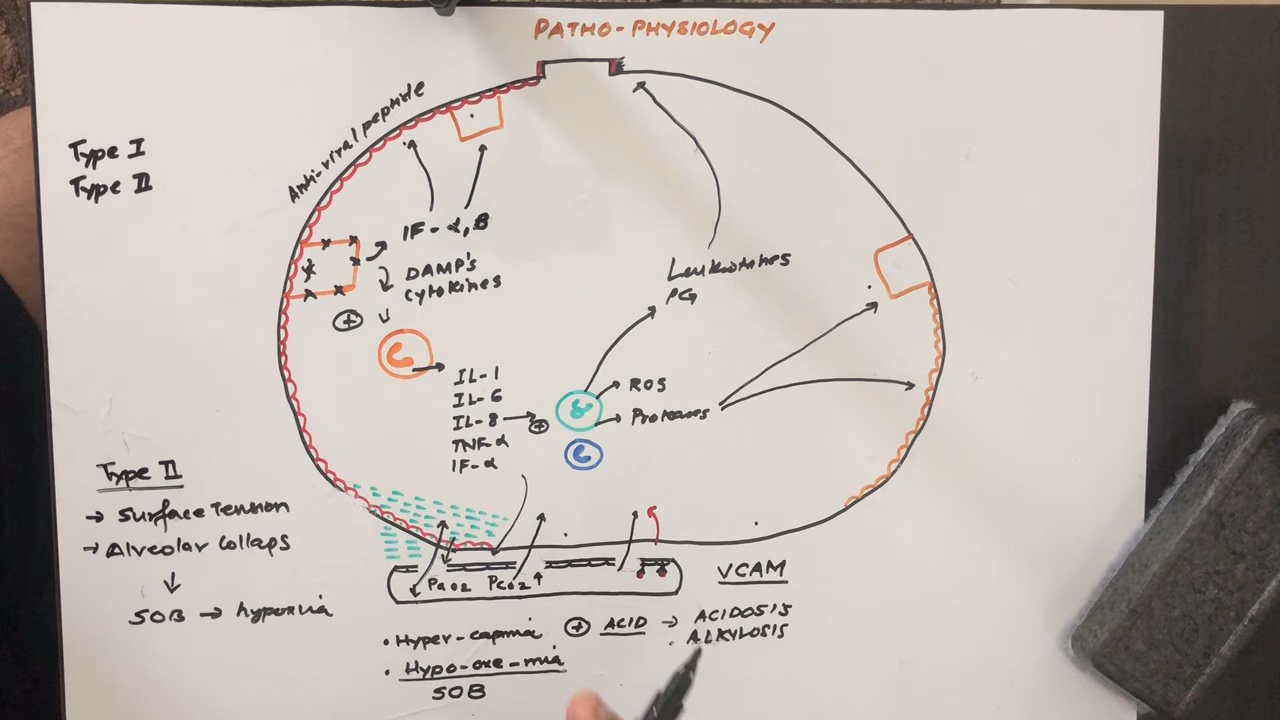 PATHO-PHYSIOLOGY
Anti-viral peptide
Type I
Type II
IF-α,B
DAMP's
cytokines
+
IL-1
IL-6
IL-8
TNF-α
IF-α
+
Leukotrines
PG
ROS
Proteases
Type II
→ Surface Tension
→ Alveolar Collaps
↓
SOB → hypoxia
PaO2 PCO2↑
VCAM
• Hyper-capmia
• Hypo-oxe-mia
SOB
+ ACID → ACIDOSIS
. ALKYLOSIS